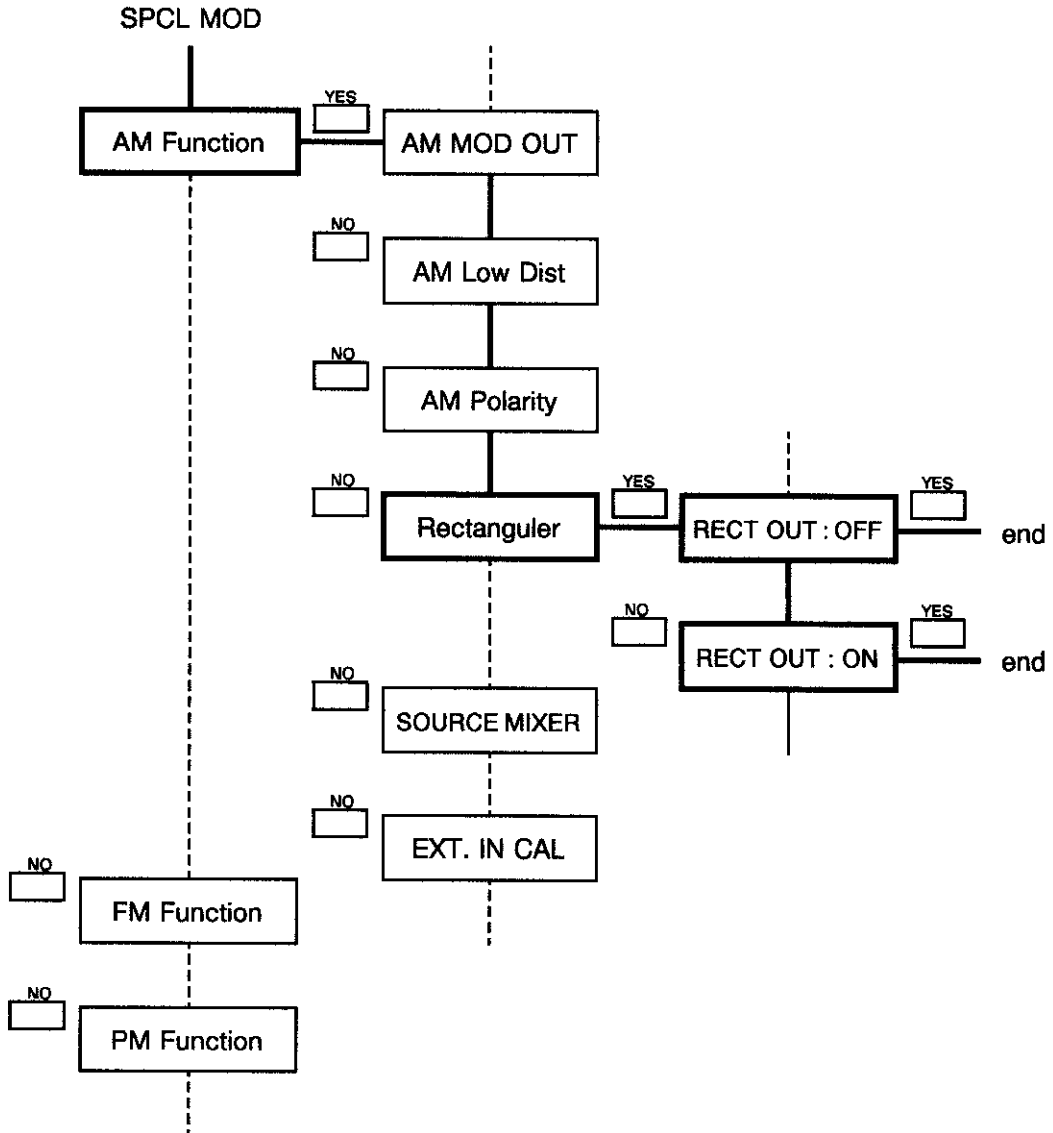 SPCL MOD
YES
AM Function
AM MOD OUT
NO
AM Low Dist
NO
AM Polarity
NO
Rectanguler
YES
RECT OUT : OFF
YES
end
NO
RECT OUT : ON
YES
end
NO
SOURCE MIXER
NO
EXT. IN CAL
NO
FM Function
NO
PM Function